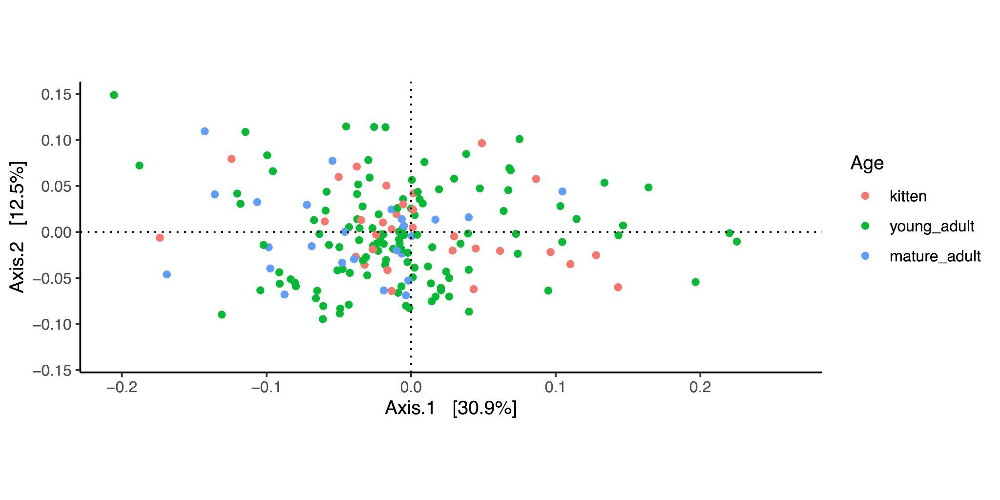 0.15
0.10
0.05
0.00
−0.05
−0.10
−0.15
Axis.2 [12.5%]
−0.2 −0.1 0.0 0.1 0.2
Axis.1 [30.9%]
Age
kitten
young_adult
mature_adult